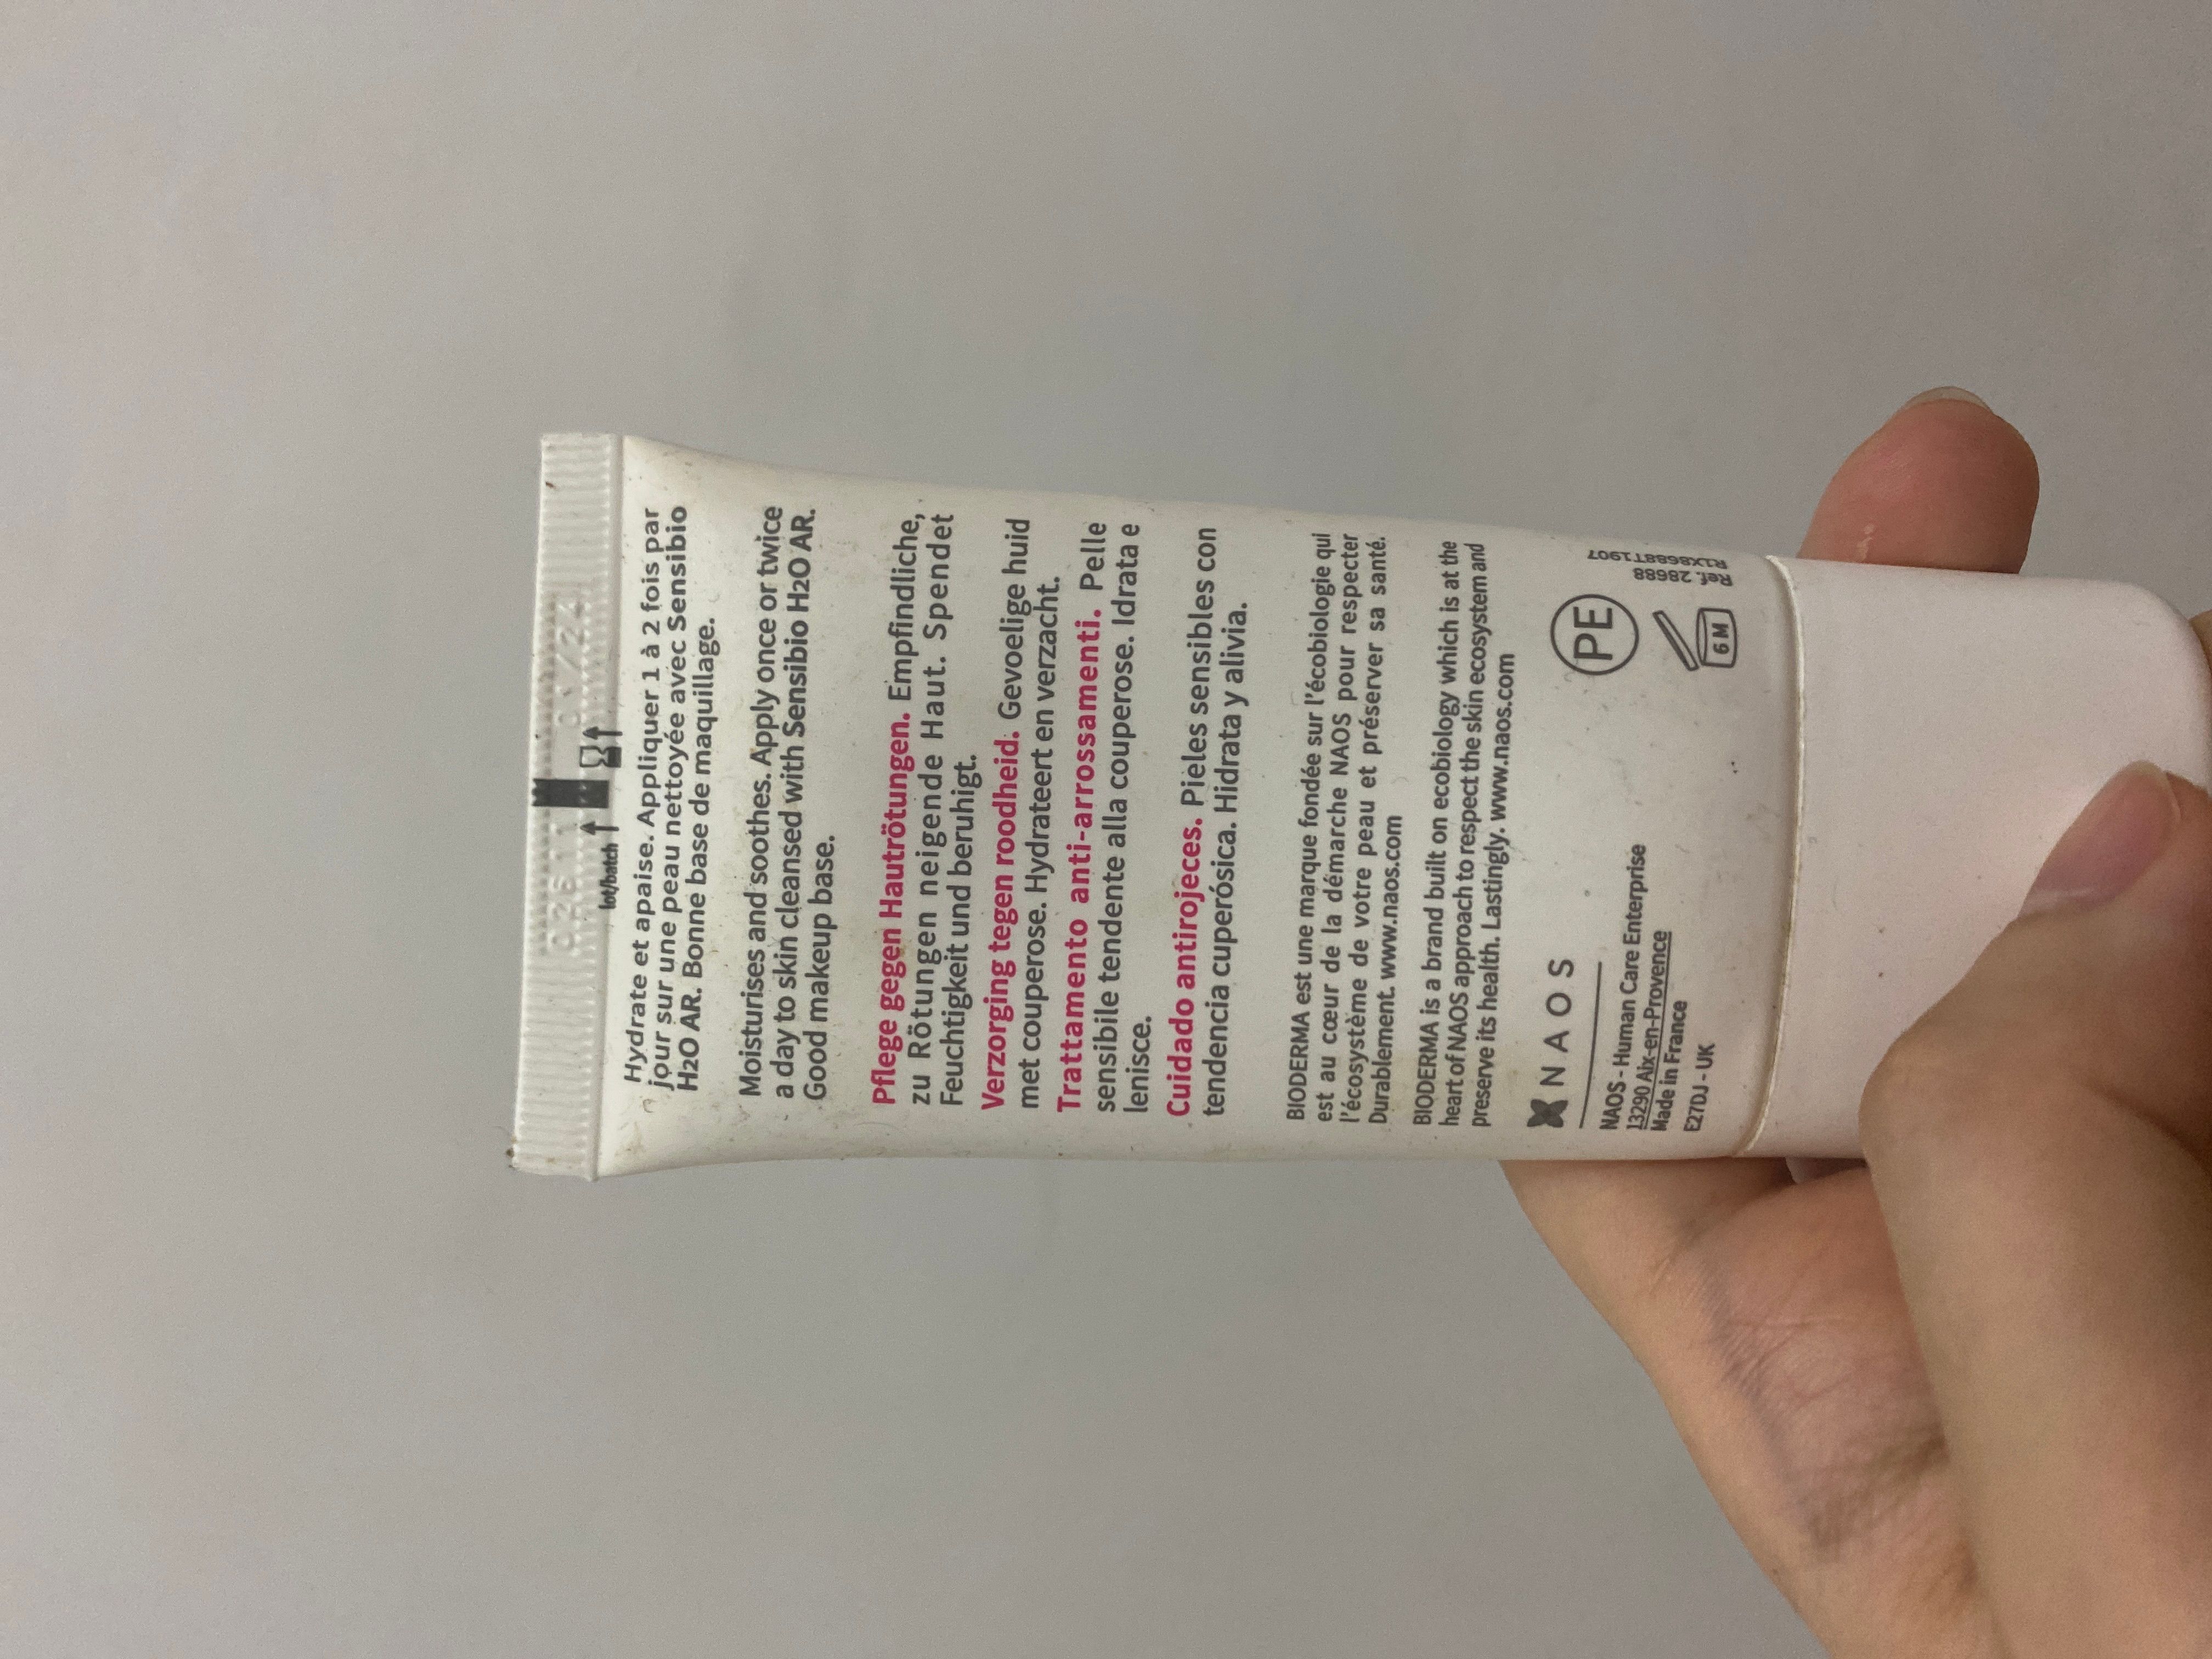 lot/batch
Hydrate et apaise. Appliquer 1 à 2 fois par
jour sur une peau nettoyée avec Sensibio
H2O AR. Bonne base de maquillage.
Moisturises and soothes. Apply once or twice
a day to skin cleansed with Sensibio H2O AR.
Good makeup base.
Pflege gegen Hautrötungen. Empfindliche,
zu Rötungen neigende Haut. Spendet
Feuchtigkeit und beruhigt.
Verzorging tegen roodheid. Gevoelige huid
met couperose. Hydrateert en verzacht.
Trattamento anti-arrossamenti. Pelle
sensibile tendente alla couperose. Idrata e
lenisce.
Cuidado antirojeces. Pieles sensibles con
tendencia cuperósica. Hidrata y alivia.
BIODERMA est une marque fondée sur l'écobiologie qui
est au cœur de la démarche NAOS pour respecter
l'écosystème de votre peau et préserver sa santé.
Durablement. www.naos.com
BIODERMA is a brand built on ecobiology which is at the
heart of NAOS approach to respect the skin ecosystem and
preserve its health. Lastingly. www.naos.com
NAOS
NAOS - Human Care Enterprise
13290 Aix-en-Provence
Made in France
E27DJ - UK
PE
6 M
Ref. 28688
R1X8688T1907